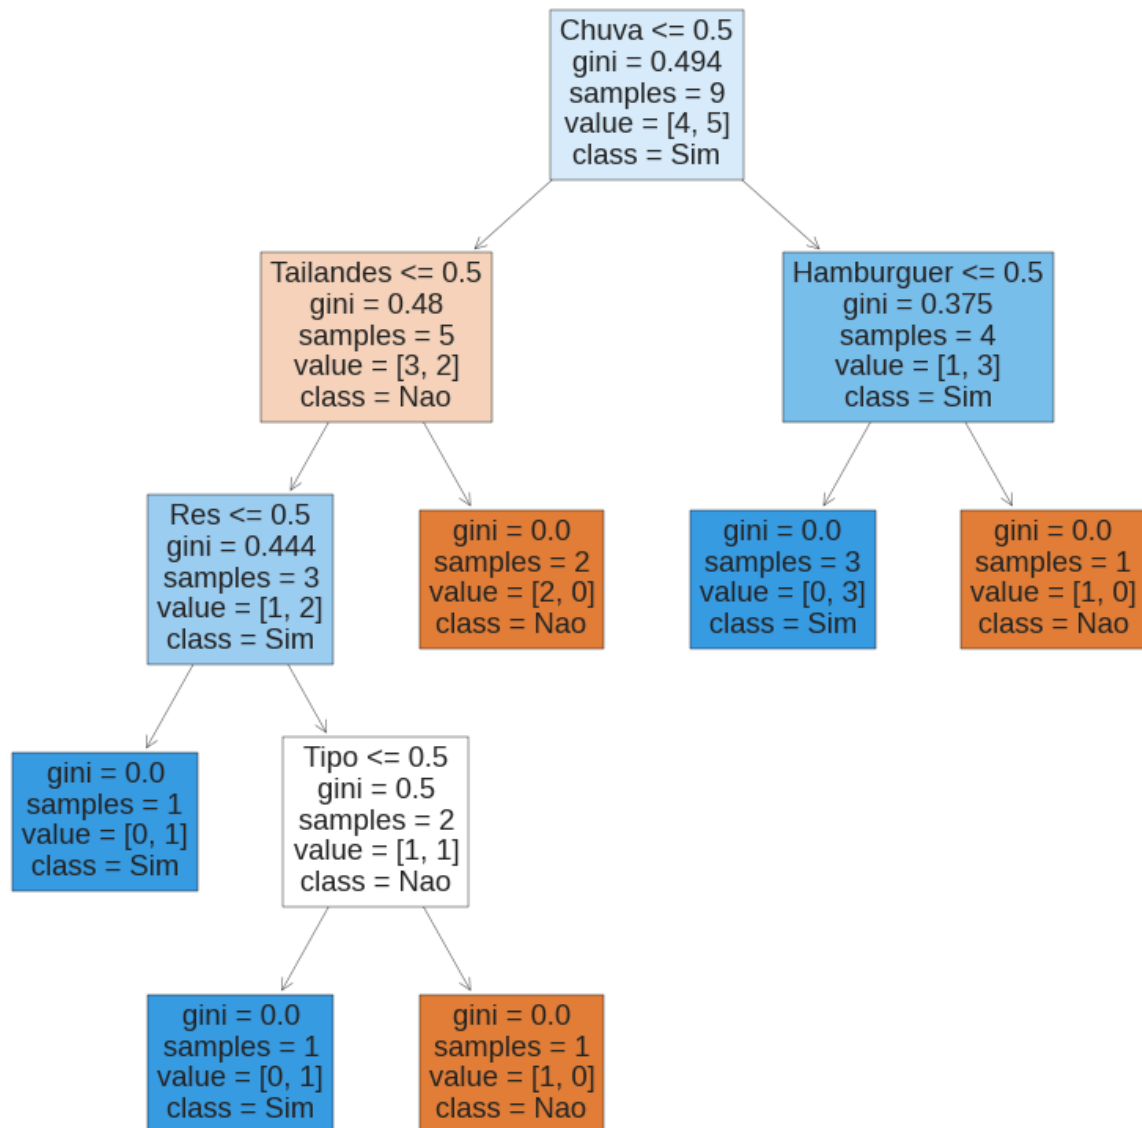 Chuva <= 0.5
gini = 0.494
samples = 9
value = [4, 5]
class = Sim
Tailandes <= 0.5
gini = 0.48
samples = 5
value = [3, 2]
class = Nao
Hamburguer <= 0.5
gini = 0.375
samples = 4
value = [1, 3]
class = Sim
Res <= 0.5
gini = 0.444
samples = 3
value = [1, 2]
class = Sim
gini = 0.0
samples = 2
value = [2, 0]
class = Nao
gini = 0.0
samples = 3
value = [0, 3]
class = Sim
gini = 0.0
samples = 1
value = [1, 0]
class = Nao
gini = 0.0
samples = 1
value = [0, 1]
class = Sim
Tipo <= 0.5
gini = 0.5
samples = 2
value = [1, 1]
class = Nao
gini = 0.0
samples = 1
value = [0, 1]
class = Sim
gini = 0.0
samples = 1
value = [1, 0]
class = Nao